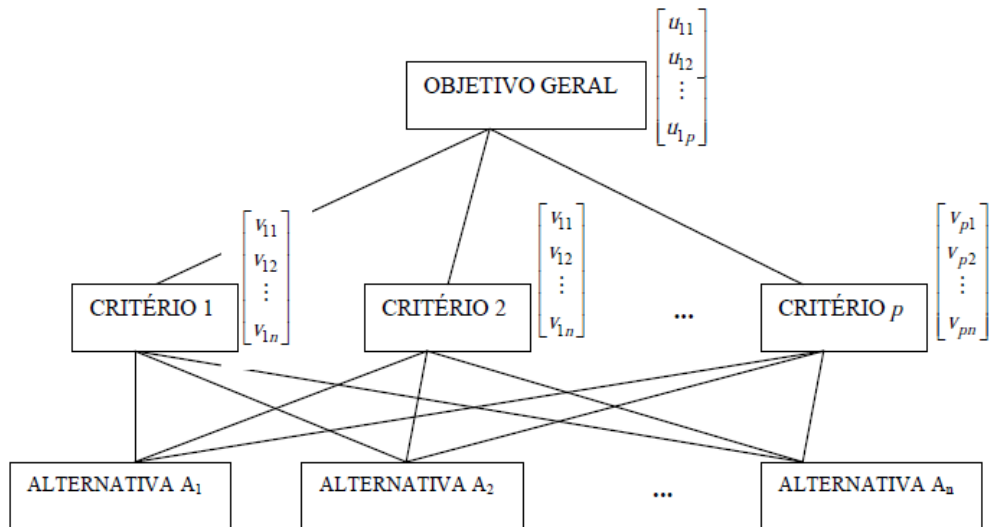 OBJETIVO GERAL
u11
u12
⋮
u1p
CRITÉRIO 1
v11
v12
⋮
v1n
CRITÉRIO 2
v11
v12
⋮
v1n
...
CRITÉRIO p
vp1
vp2
⋮
vpn
ALTERNATIVA A1
ALTERNATIVA A2
...
ALTERNATIVA An